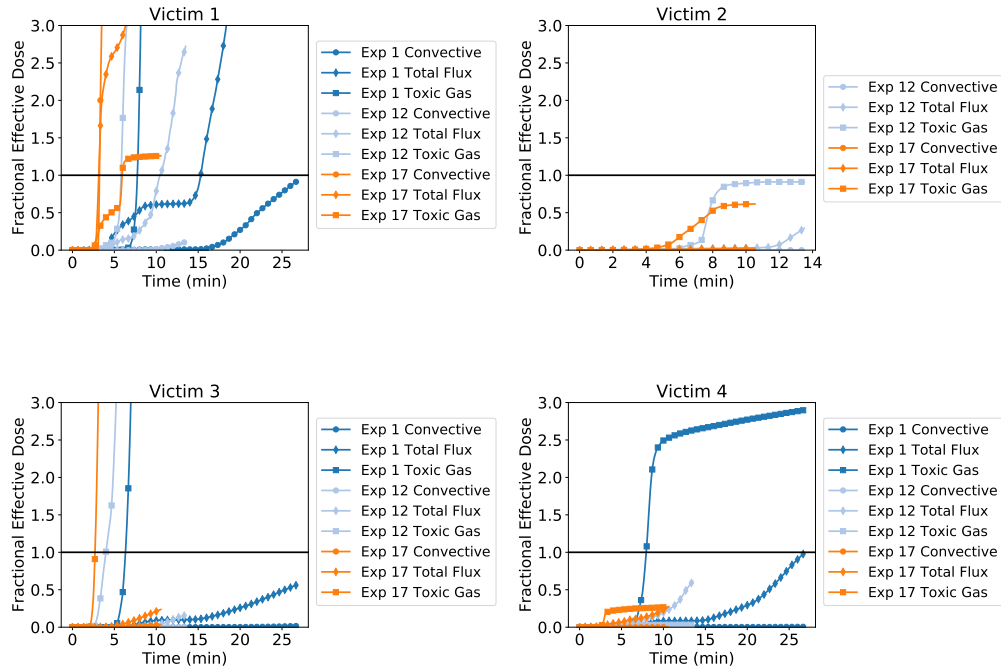 Victim 1
Fractional Effective Dose
3.0
2.5
2.0
1.5
1.0
0.5
0.0
0 5 10 15 20 25
Time (min)
Exp 1 Convective
Exp 1 Total Flux
Exp 1 Toxic Gas
Exp 12 Convective
Exp 12 Total Flux
Exp 12 Toxic Gas
Exp 17 Convective
Exp 17 Total Flux
Exp 17 Toxic Gas
Victim 2
Fractional Effective Dose
3.0
2.5
2.0
1.5
1.0
0.5
0.0
0 2 4 6 8 10 12 14
Time (min)
Exp 12 Convective
Exp 12 Total Flux
Exp 12 Toxic Gas
Exp 17 Convective
Exp 17 Total Flux
Exp 17 Toxic Gas
Victim 3
Fractional Effective Dose
3.0
2.5
2.0
1.5
1.0
0.5
0.0
0 5 10 15 20 25
Time (min)
Exp 1 Convective
Exp 1 Total Flux
Exp 1 Toxic Gas
Exp 12 Convective
Exp 12 Total Flux
Exp 12 Toxic Gas
Exp 17 Convective
Exp 17 Total Flux
Exp 17 Toxic Gas
Victim 4
Fractional Effective Dose
3.0
2.5
2.0
1.5
1.0
0.5
0.0
0 5 10 15 20 25
Time (min)
Exp 1 Convective
Exp 1 Total Flux
Exp 1 Toxic Gas
Exp 12 Convective
Exp 12 Total Flux
Exp 12 Toxic Gas
Exp 17 Convective
Exp 17 Total Flux
Exp 17 Toxic Gas